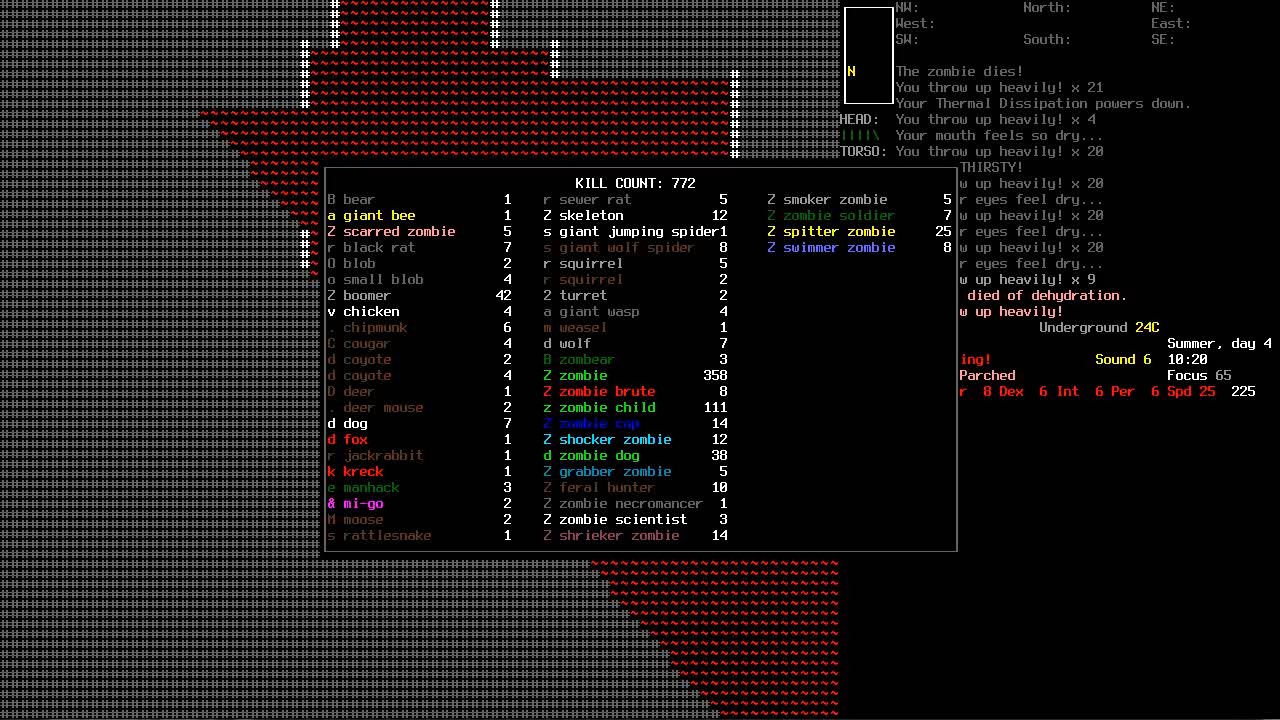 NW: North: NE:
West: East:
SW: South: SE:
N The zombie dies!
You throw up heavily! x 21
Your Thermal Dissipation powers down.
HEAD: You throw up heavily! x 4
||||\ Your mouth feels so dry...
TORSO: You throw up heavily! x 20
THIRSTY!
KILL COUNT: 772 w up heavily! x 20
B bear 1 r sewer rat 5 Z smoker zombie 5 r eyes feel dry...
a giant bee 1 Z skeleton 12 Z zombie soldier 7 w up heavily! x 20
Z scarred zombie 5 s giant jumping spider1 Z spitter zombie 25 r eyes feel dry...
r black rat 7 s giant wolf spider 8 Z swimmer zombie 8 w up heavily! x 20
O blob 2 r squirrel 5 r eyes feel dry...
o small blob 4 r squirrel 2 w up heavily! x 9
Z boomer 42 2 turret 2 died of dehydration.
v chicken 4 a giant wasp 4 w up heavily!
. chipmunk 6 m weasel 1 Underground 24C
C cougar 4 d wolf 7 Summer, day 4
d coyote 2 B zombear 3 ing! Sound 6 10:20
d coyote 4 Z zombie 358 Parched Focus 65
D deer 1 Z zombie brute 8 r 8 Dex 6 Int 6 Per 6 Spd 25 225
. deer mouse 2 z zombie child 111
d dog 7 Z zombie cop 14
d fox 1 Z shocker zombie 12
r jackrabbit 1 d zombie dog 38
k kreck 1 Z grabber zombie 5
e manhack 3 Z feral hunter 10
& mi-go 2 Z zombie necromancer 1
M moose 2 Z zombie scientist 3
s rattlesnake 1 Z shrieker zombie 14